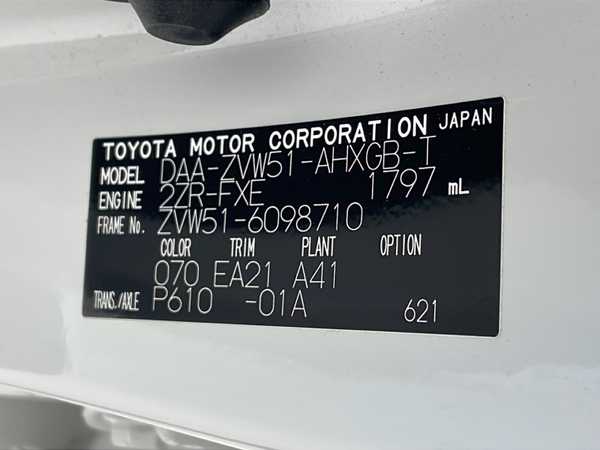 TOYOTA MOTOR CORPORATION JAPAN
MODEL DAA-ZVW51-AHXGB-T
ENGINE 2ZR-FXE 1797 mL
FRAME No. ZVW51-6098710
COLOR TRIM PLANT OPTION
070 EA21 A41
TRANS./AXLE P610 -01A 621